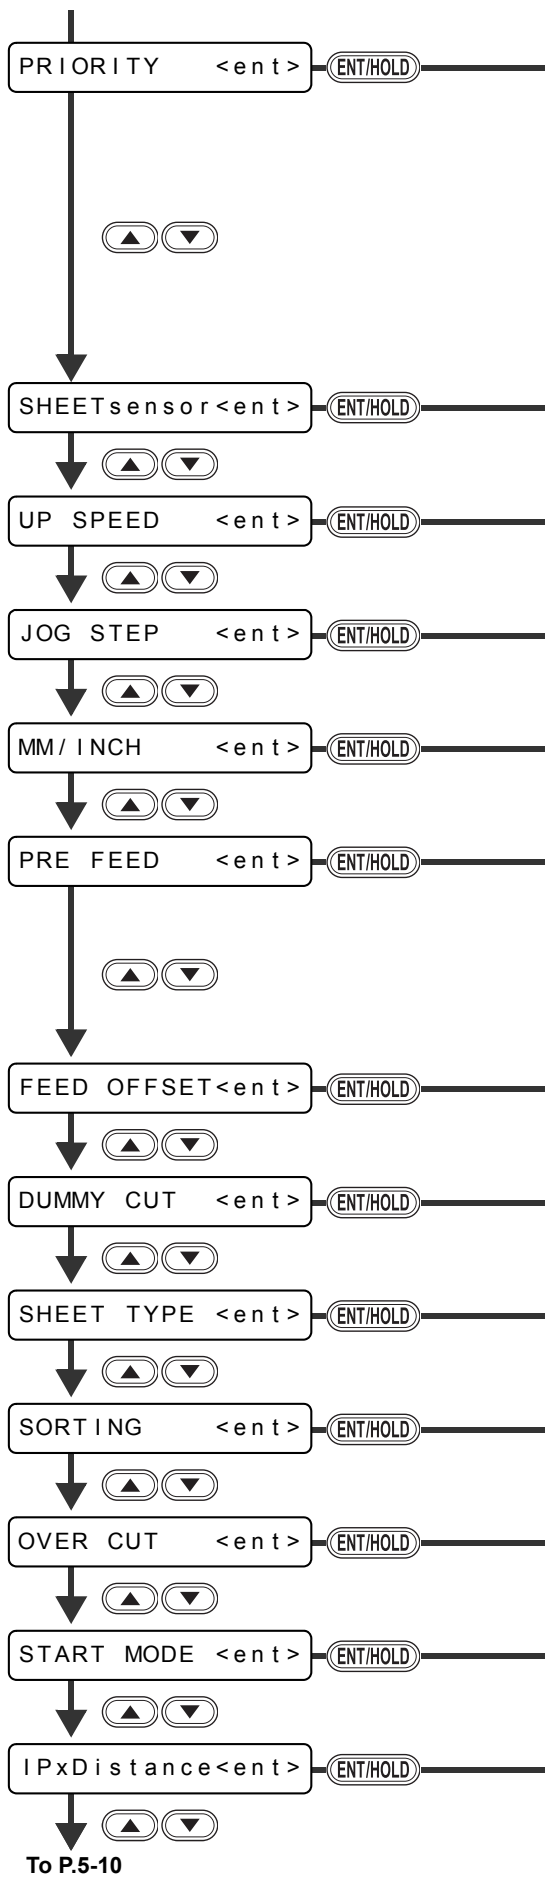 PRIORITY <ent> ENT/HOLD
SHEETsensor<ent> ENT/HOLD
UP SPEED <ent> ENT/HOLD
JOG STEP <ent> ENT/HOLD
MM/INCH <ent> ENT/HOLD
PRE FEED <ent> ENT/HOLD
FEED OFFSET<ent> ENT/HOLD
DUMMY CUT <ent> ENT/HOLD
SHEET TYPE <ent> ENT/HOLD
SORTING <ent> ENT/HOLD
OVER CUT <ent> ENT/HOLD
START MODE <ent> ENT/HOLD
IPxDistance<ent> ENT/HOLD
To P.5-10